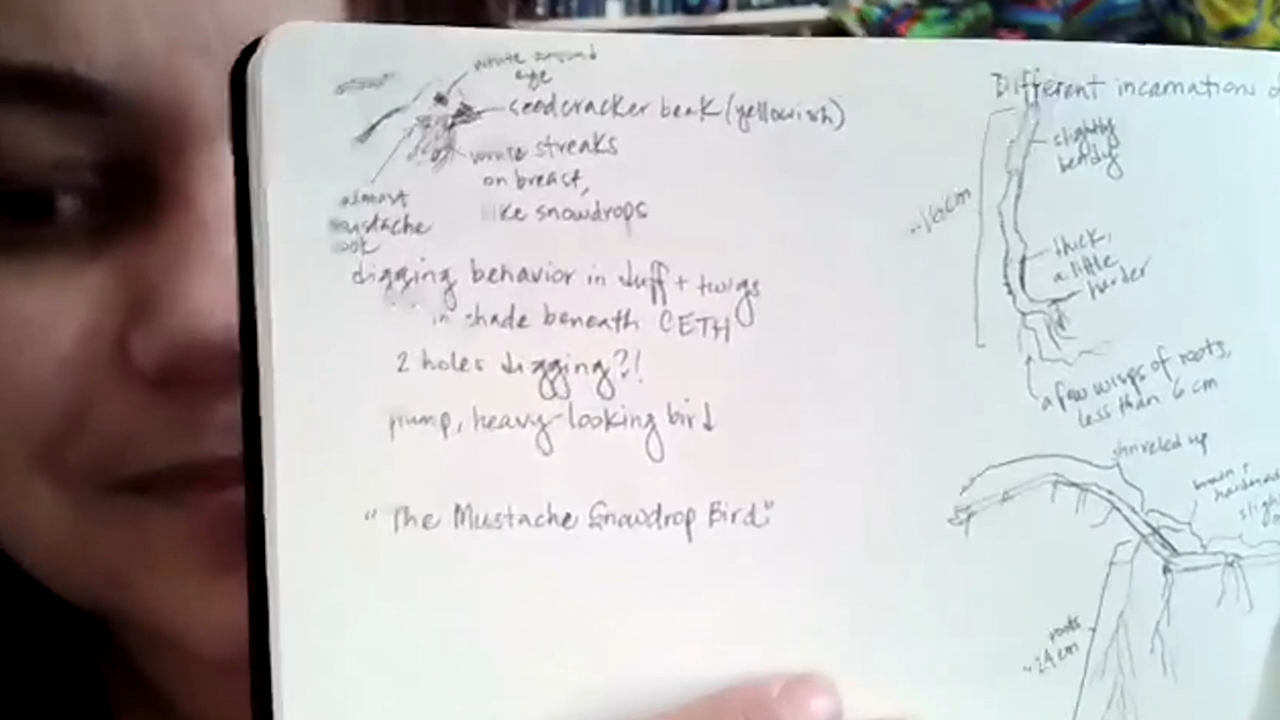 white around
eye
seedcracker beak (yellowish)
white streaks
on breast,
like snowdrops
almost
mustache
look
digging behavior in duff + twigs
in shade beneath CETH
2 holes digging?!
plump, heavy-looking bird
"The Mustache Snowdrop Bird"
Different incarnations
slightly
bendy
~16cm
thick,
a little
harder
a few wisps of roots,
less than 6 cm
shriveled up
brown +
roots
~24 cm